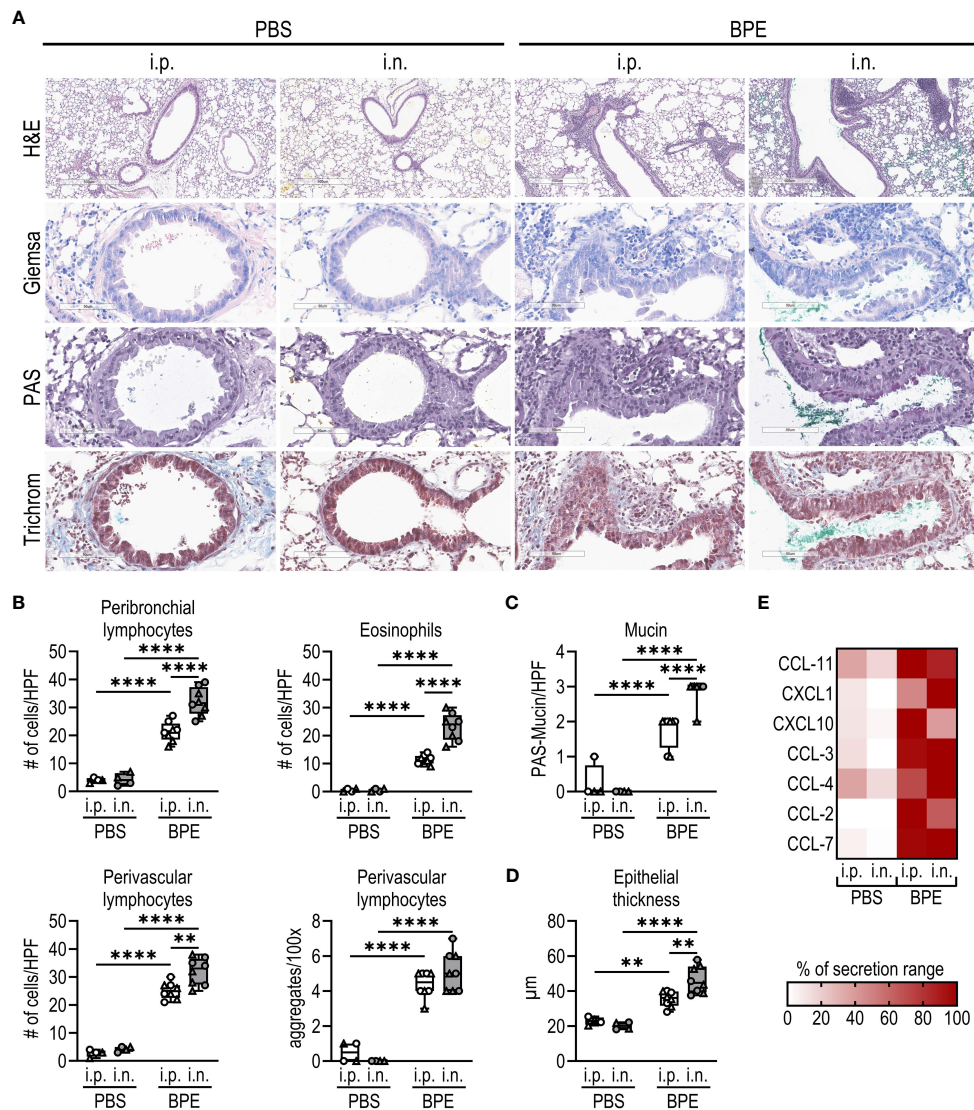 A
PBS
BPE
i.p.
i.n.
i.p.
i.n.
H&E
Giemsa
PAS
Trichrom
B
Peribronchial
lymphocytes
# of cells/HPF
50
40
30
20
10
0
****
****
****
i.p. i.n. i.p. i.n.
PBS BPE
Eosinophils
# of cells/HPF
50
40
30
20
10
0
****
****
****
i.p. i.n. i.p. i.n.
PBS BPE
C
Mucin
PAS-Mucin/HPF
4
3
2
1
0
****
****
****
i.p. i.n. i.p. i.n.
PBS BPE
E
CCL-11
CXCL1
CXCL10
CCL-3
CCL-4
CCL-2
CCL-7
i.p. i.n. i.p. i.n.
PBS BPE
% of secretion range
0 20 40 60 80 100
Perivascular
lymphocytes
# of cells/HPF
50
40
30
20
10
0
****
****
**
i.p. i.n. i.p. i.n.
PBS BPE
Perivascular
lymphocytes
aggregates/100x
8
6
4
2
0
****
****
i.p. i.n. i.p. i.n.
PBS BPE
D
Epithelial
thickness
µm
80
60
40
20
0
****
**
**
i.p. i.n. i.p. i.n.
PBS BPE